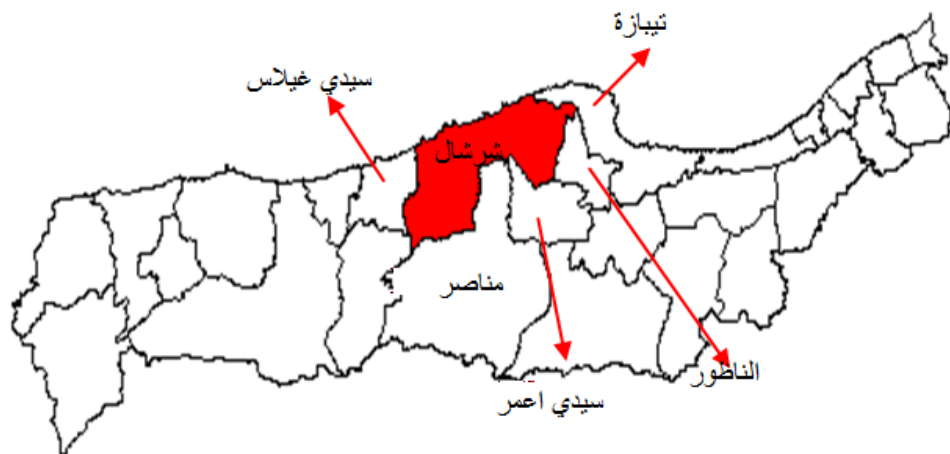 تيبازة
سيدي غيلاس
شرشال
مناصر
الناظور
سيدي اعمر